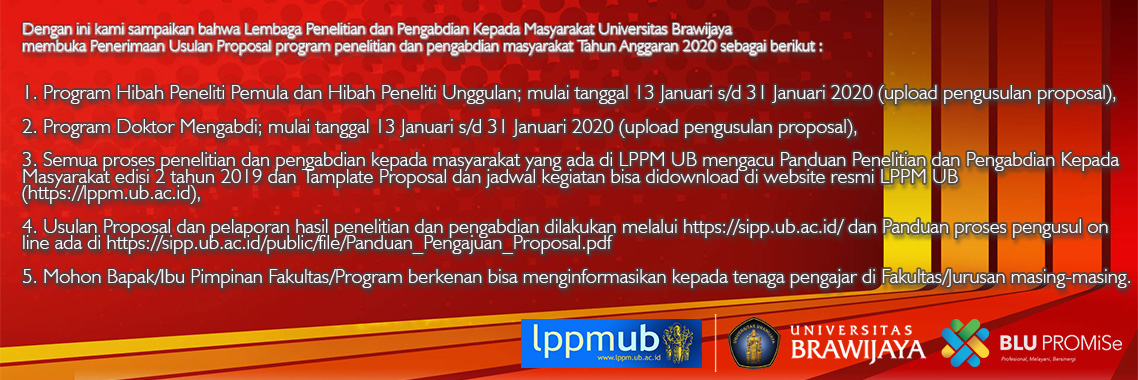 Dengan ini kami sampaikan bahwa Lembaga Penelitian dan Pengabdian Kepada Masyarakat Universitas Brawijaya
membuka Penerimaan Usulan Proposal program penelitian dan pengabdian masyarakat Tahun Anggaran 2020 sebagai berikut :
1. Program Hibah Peneliti Pemula dan Hibah Peneliti Unggulan; mulai tanggal 13 Januari s/d 31 Januari 2020 (upload pengusulan proposal),
2. Program Doktor Mengabdi; mulai tanggal 13 Januari s/d 31 Januari 2020 (upload pengusulan proposal),
3. Semua proses penelitian dan pengabdian kepada masyarakat yang ada di LPPM UB mengacu Panduan Penelitian dan Pengabdian Kepada
Masyarakat edisi 2 tahun 2019 dan Tamplate Proposal dan jadwal kegiatan bisa didownload di website resmi LPPM UB
(https://lppm.ub.ac.id),
4. Usulan Proposal dan pelaporan hasil penelitian dan pengabdian dilakukan melalui https://sipp.ub.ac.id/ dan Panduan proses pengusul on
line ada di https://sipp.ub.ac.id/public/file/Panduan_Pengajuan_Proposal.pdf
5. Mohon Bapak/Ibu Pimpinan Fakultas/Program berkenan bisa menginformasikan kepada tenaga pengajar di Fakultas/Jurusan masing-masing.
lppmub
www.lppm.ub.ac.id
UNIVERSITAS
BRAWIJAYA
BLU PROMiSe
Profesional, Melayani, Bersinergi